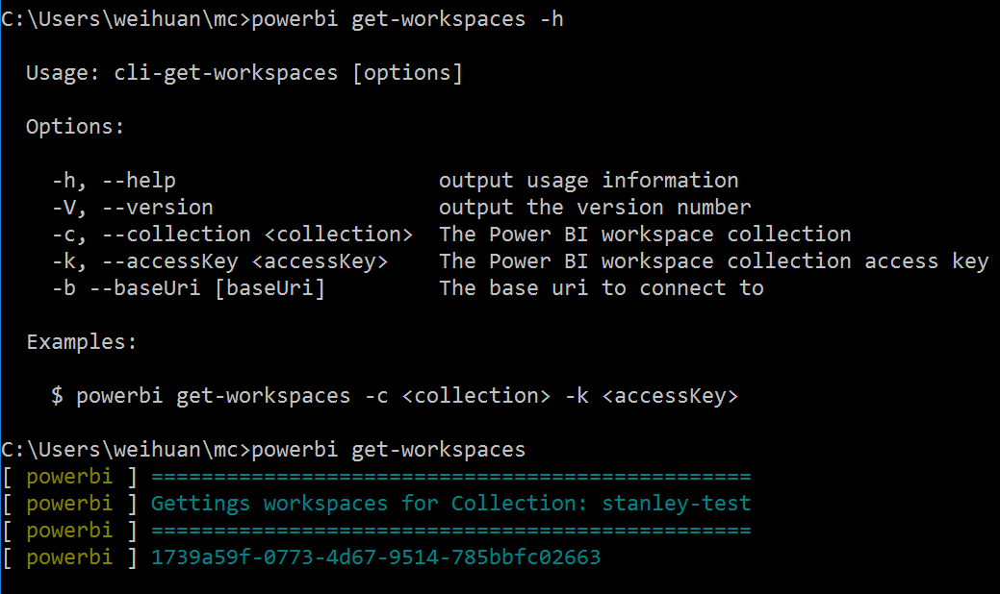 C:\Users\weihuan\mc>powerbi get-workspaces -h
Usage: cli-get-workspaces [options]
Options:
-h, --help output usage information
-V, --version output the version number
-c, --collection <collection> The Power BI workspace collection
-k, --accessKey <accessKey> The Power BI workspace collection access key
-b --baseUri [baseUri] The base uri to connect to
Examples:
$ powerbi get-workspaces -c <collection> -k <accessKey>
C:\Users\weihuan\mc>powerbi get-workspaces
[ powerbi ] ================================================
[ powerbi ] Gettings workspaces for Collection: stanley-test
[ powerbi ] ================================================
[ powerbi ] 1739a59f-0773-4d67-9514-785bbfc02663